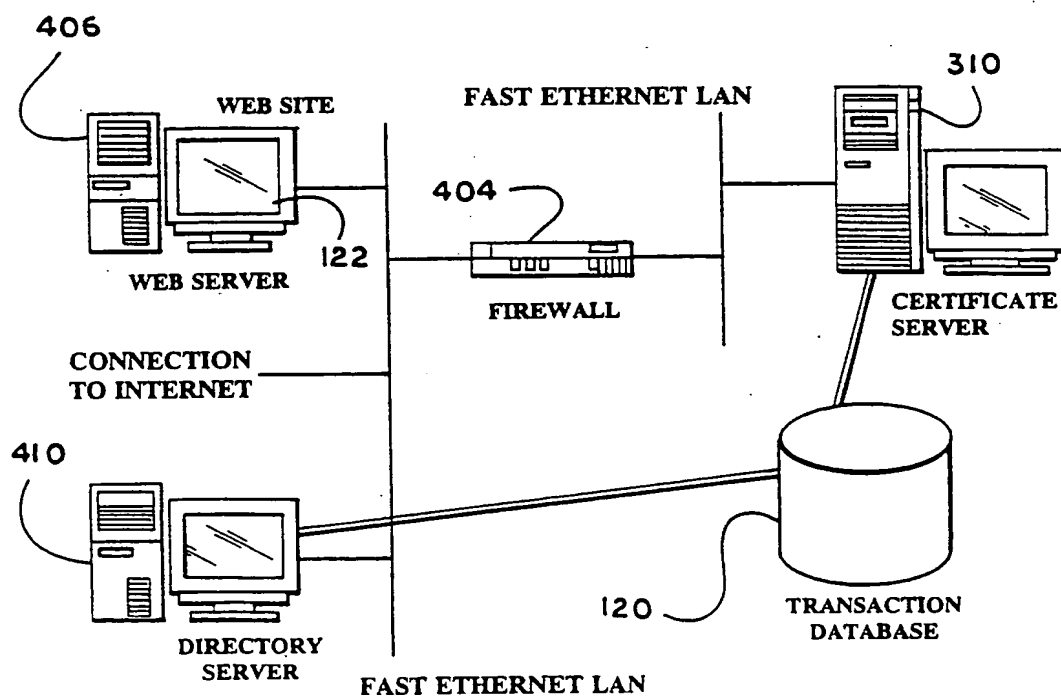 406
WEB SITE
FAST ETHERNET LAN
310
404
122
WEB SERVER
FIREWALL
CERTIFICATE
SERVER
CONNECTION
TO INTERNET
410
120
TRANSACTION
DATABASE
DIRECTORY
SERVER
FAST ETHERNET LAN